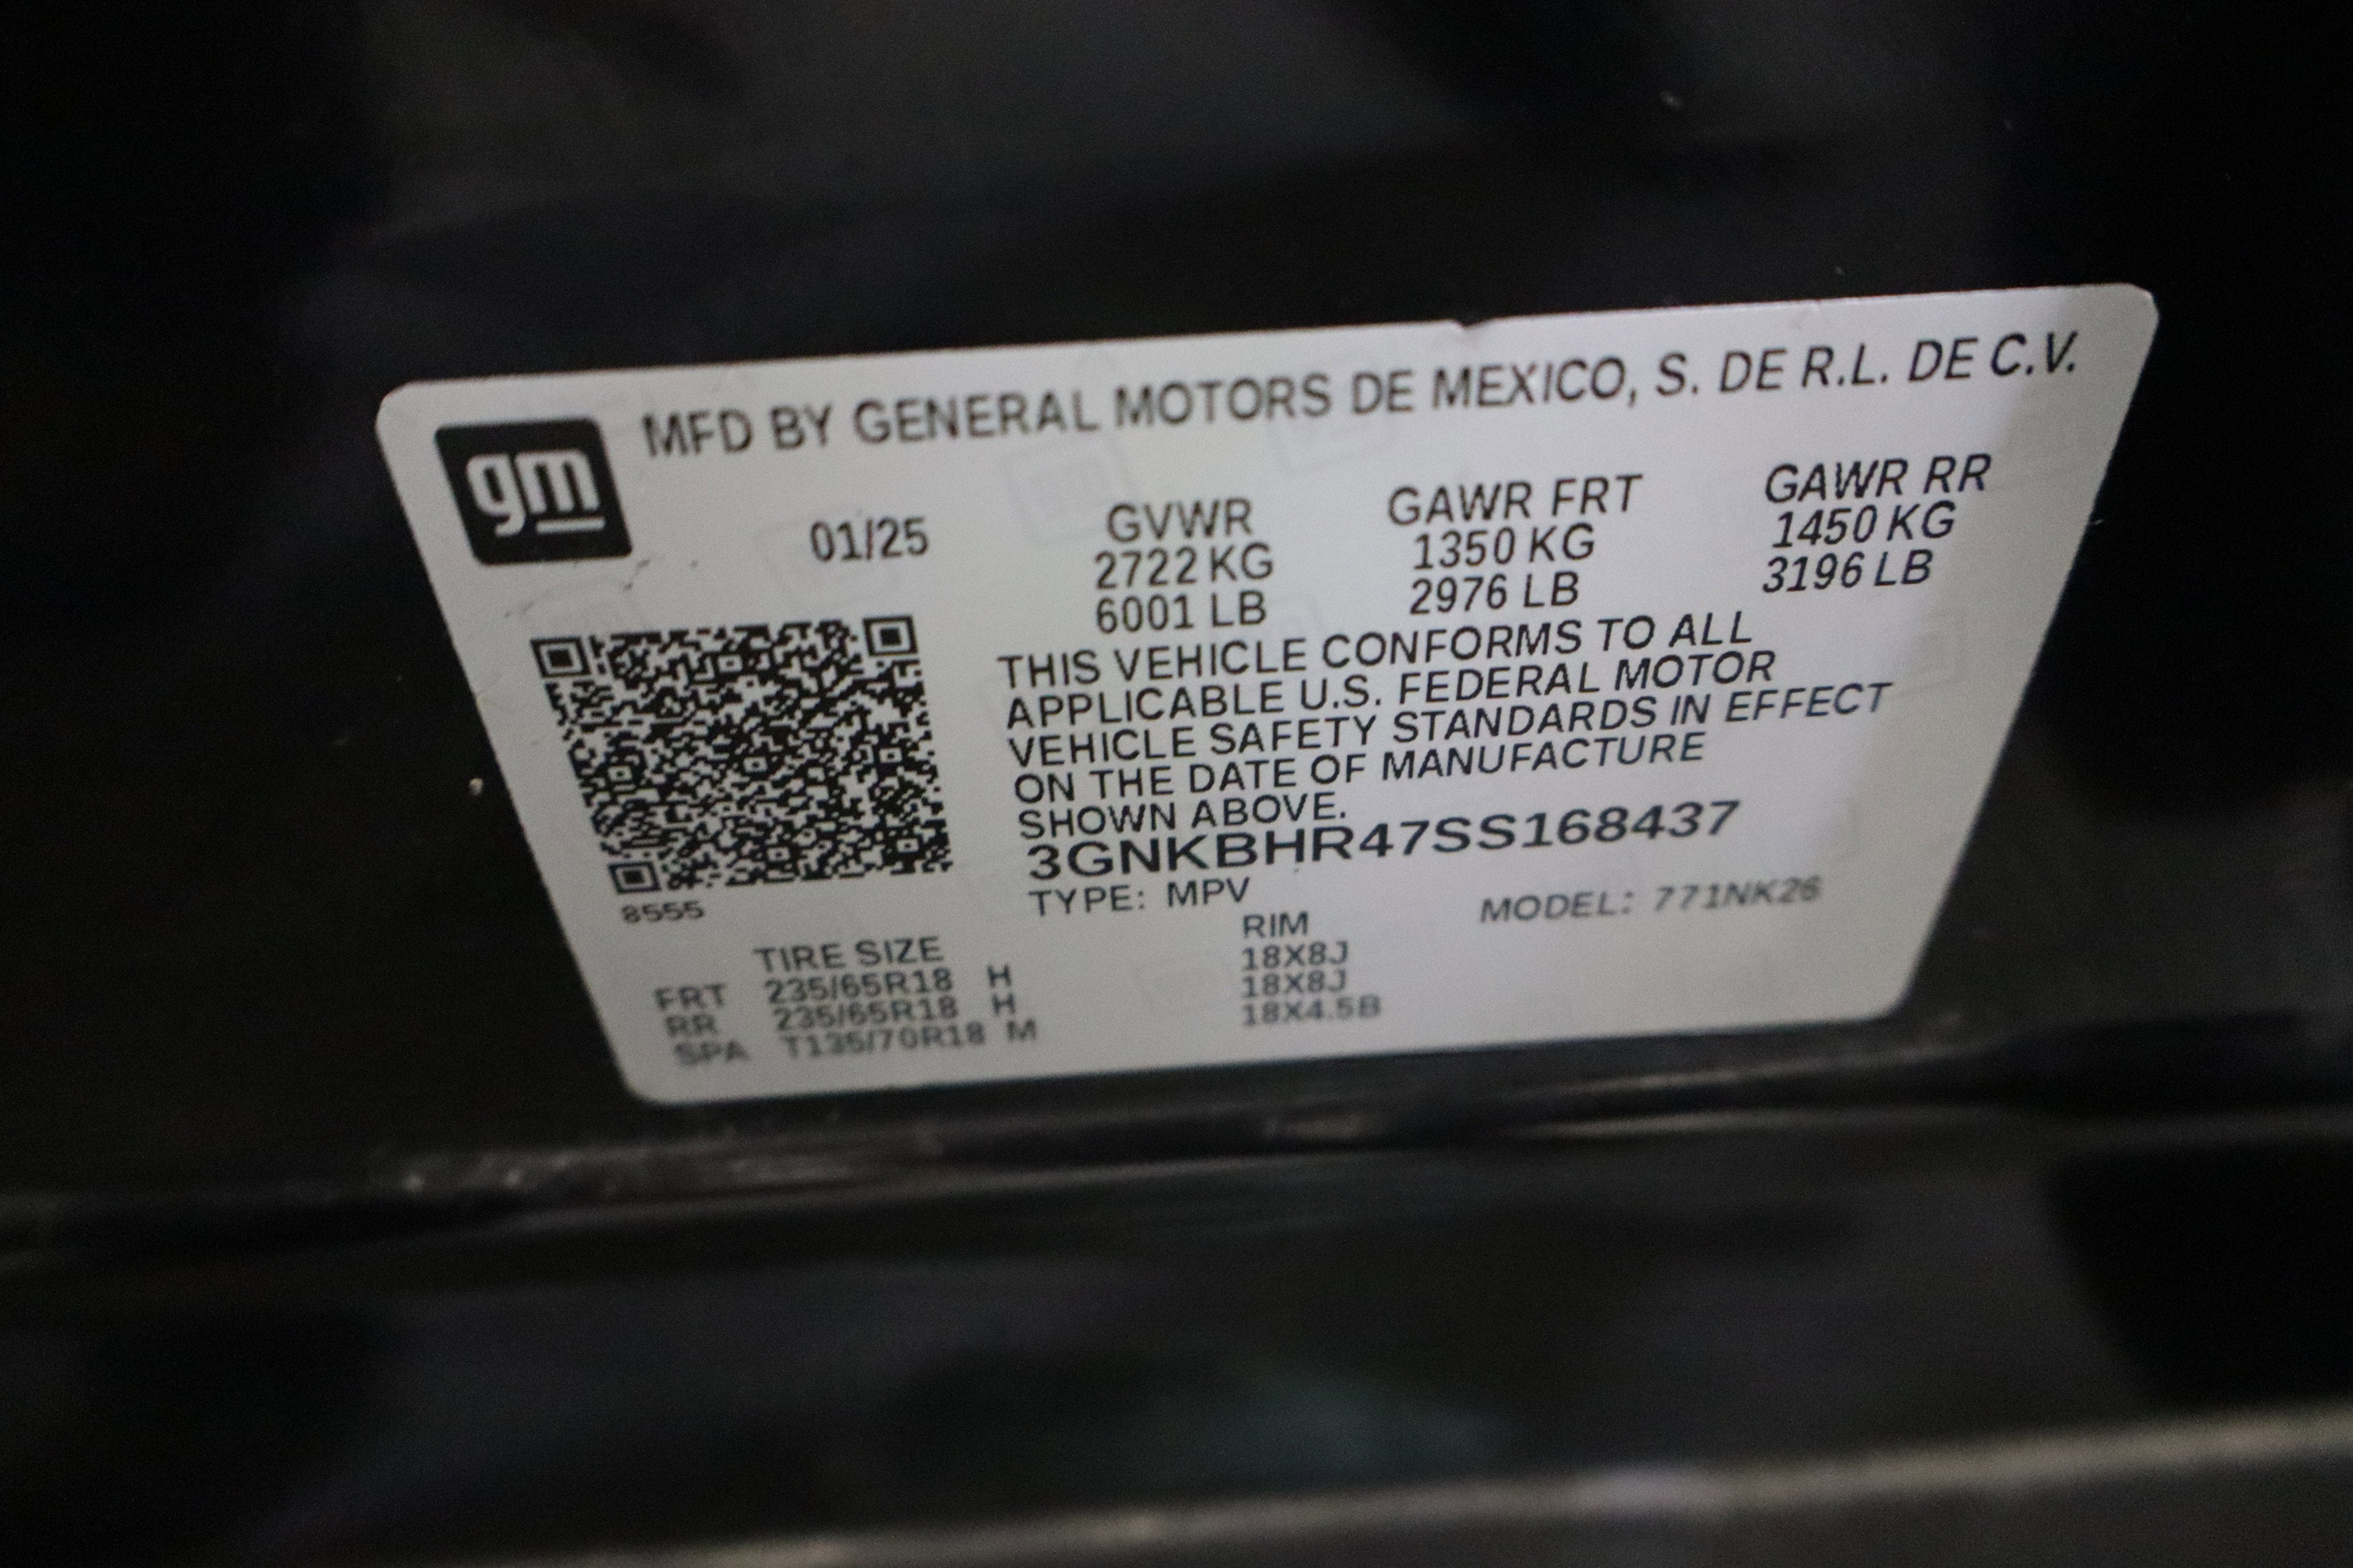 gm
MFD BY GENERAL MOTORS DE MEXICO, S. DE R.L. DE C.V.
01/25 GVWR GAWR FRT GAWR RR
2722 KG 1350 KG 1450 KG
6001 LB 2976 LB 3196 LB
THIS VEHICLE CONFORMS TO ALL
APPLICABLE U.S. FEDERAL MOTOR
VEHICLE SAFETY STANDARDS IN EFFECT
ON THE DATE OF MANUFACTURE
SHOWN ABOVE.
3GNKBHR47SS168437
8555
TYPE: MPV MODEL: 771NK26
TIRE SIZE RIM
FRT 235/65R18 H 18X8J
RR 235/65R18 H 18X8J
SPA T135/70R18 M 18X4.5B